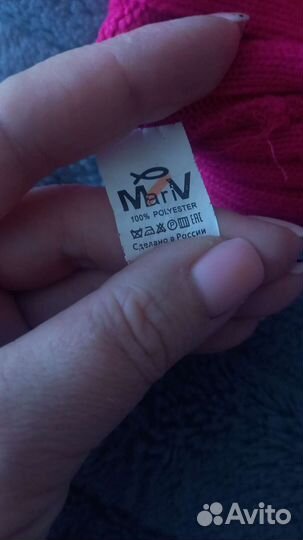 MariV
100% POLYESTER
EAC
Сделано в России
Avito